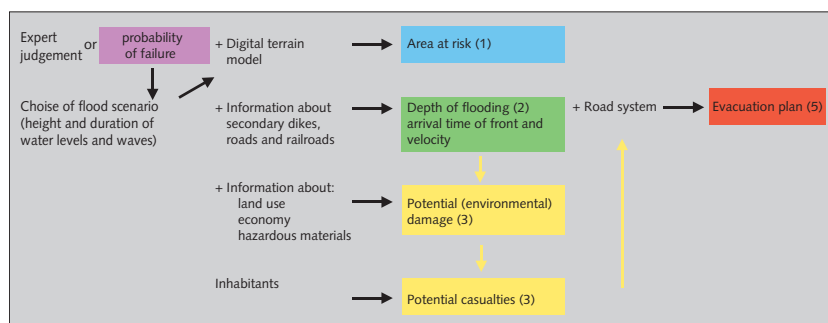 Expert
judgement or
probability
of failure
+ Digital terrain
model
Area at risk (1)
Choise of flood scenario
(height and duration of
water levels and waves)
+ Information about
secondary dikes,
roads and railroads
Depth of flooding (2)
arrival time of front and
velocity
+ Road system
Evacuation plan (5)
+ Information about:
land use
economy
hazardous materials
Potential (environmental)
damage (3)
Inhabitants
Potential casualties (3)